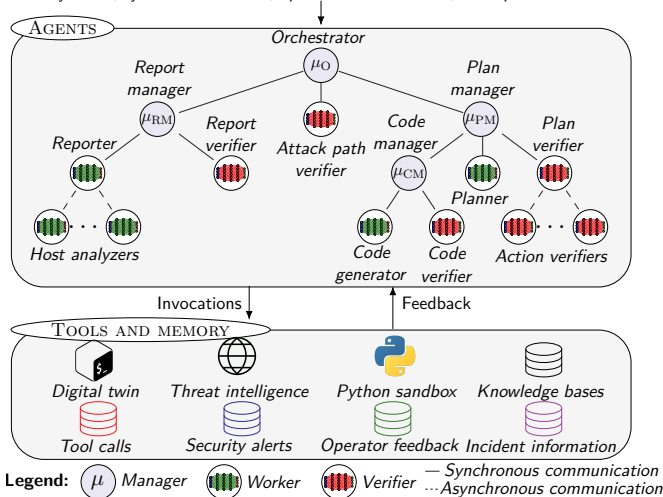 AGENTS
Orchestrator
μO
Report
manager
μRM
Plan
manager
μPM
Reporter
Report
verifier
Attack path
verifier
Code
manager
μCM
Planner
Plan
verifier
Host analyzers
Code
generator
Code
verifier
Action verifiers
Invocations
Feedback
TOOLS AND MEMORY
$_
Digital twin
Threat intelligence
Python sandbox
Knowledge bases
Tool calls
Security alerts
Operator feedback
Incident information
Legend:
μ
Manager
Worker
Verifier
Synchronous communication
Asynchronous communication